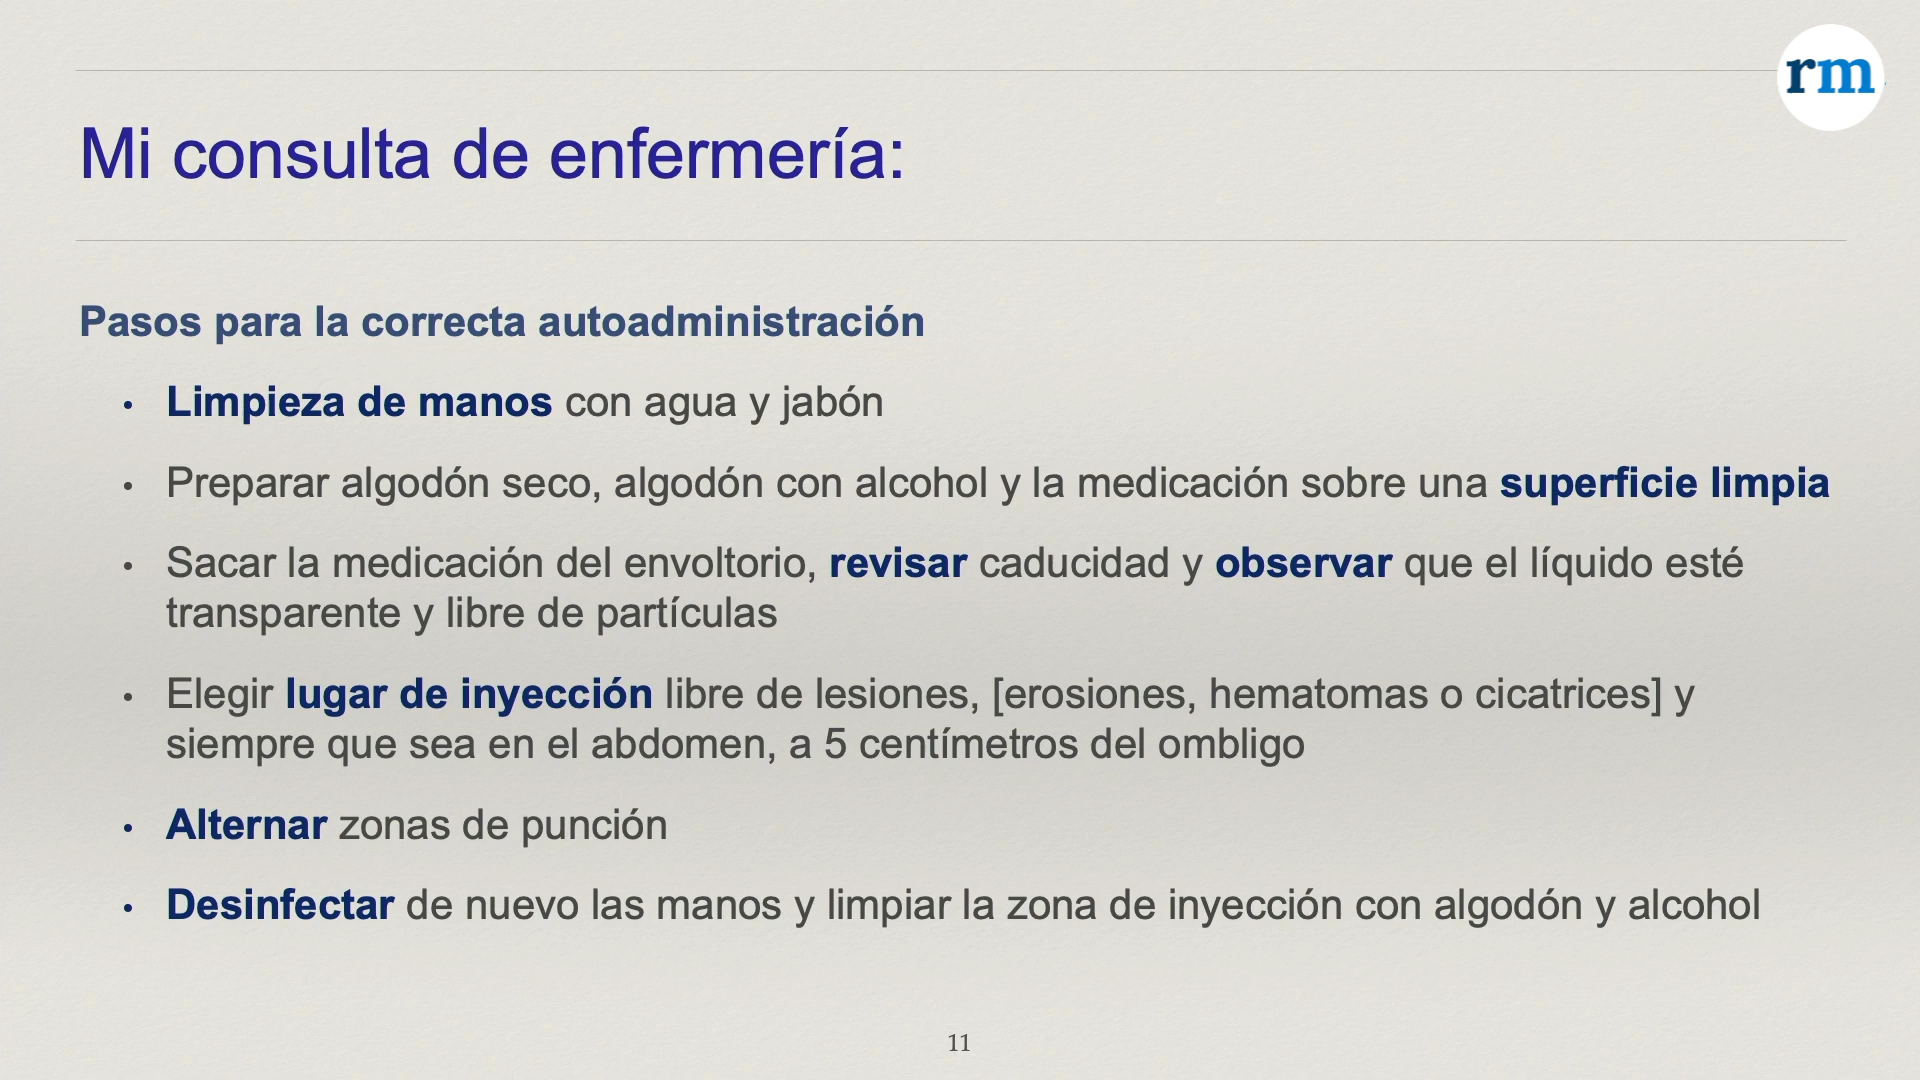 rm
Mi consulta de enfermería:
Pasos para la correcta autoadministración
• Limpieza de manos con agua y jabón
• Preparar algodón seco, algodón con alcohol y la medicación sobre una superficie limpia
• Sacar la medicación del envoltorio, revisar caducidad y observar que el líquido esté
transparente y libre de partículas
• Elegir lugar de inyección libre de lesiones, [erosiones, hematomas o cicatrices] y
siempre que sea en el abdomen, a 5 centímetros del ombligo
• Alternar zonas de punción
• Desinfectar de nuevo las manos y limpiar la zona de inyección con algodón y alcohol
11